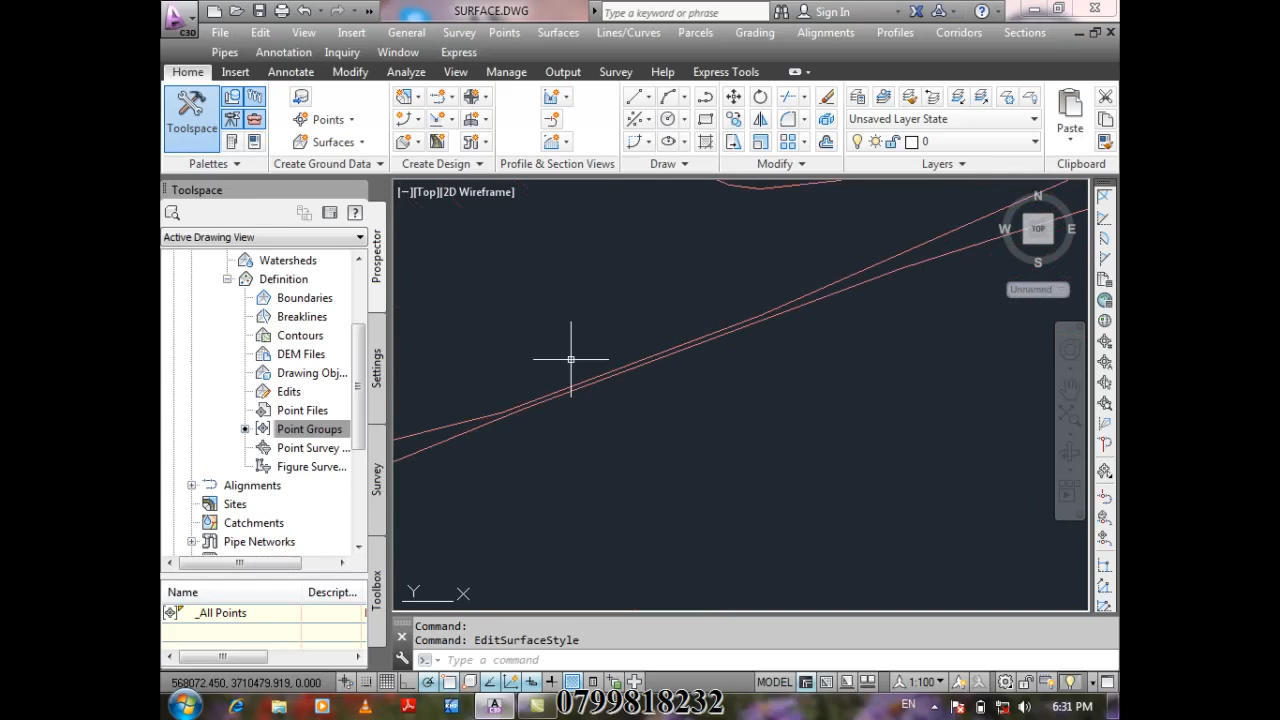 SURFACE.DWG
Type a keyword or phrase
Sign In
C3D
File Edit View Insert General Survey Points Surfaces Lines/Curves Parcels Grading Alignments Profiles Corridors Sections
Pipes Annotation Inquiry Window Express
Home Insert Annotate Modify Analyze View Manage Output Survey Help Express Tools
Toolspace
Points
Surfaces
Unsaved Layer State
0
Paste
Palettes Create Ground Data Create Design Profile & Section Views Draw Modify Layers Clipboard
Toolspace
[−][Top][2D Wireframe]
Active Drawing View
Prospector
Settings
Survey
Toolbox
Watersheds
Definition
Boundaries
Breaklines
Contours
DEM Files
Drawing Obj...
Edits
Point Files
Point Groups
Point Survey ...
Figure Surve...
Alignments
Sites
Catchments
Pipe Networks
Name Descript...
_All Points
N
W TOP E
S
Unnamed
Y X
Command:
Command: EditSurfaceStyle
Type a command
568072.450, 3710479.919, 0.000
MODEL
1:100
0799818232
EN
6:31 PM